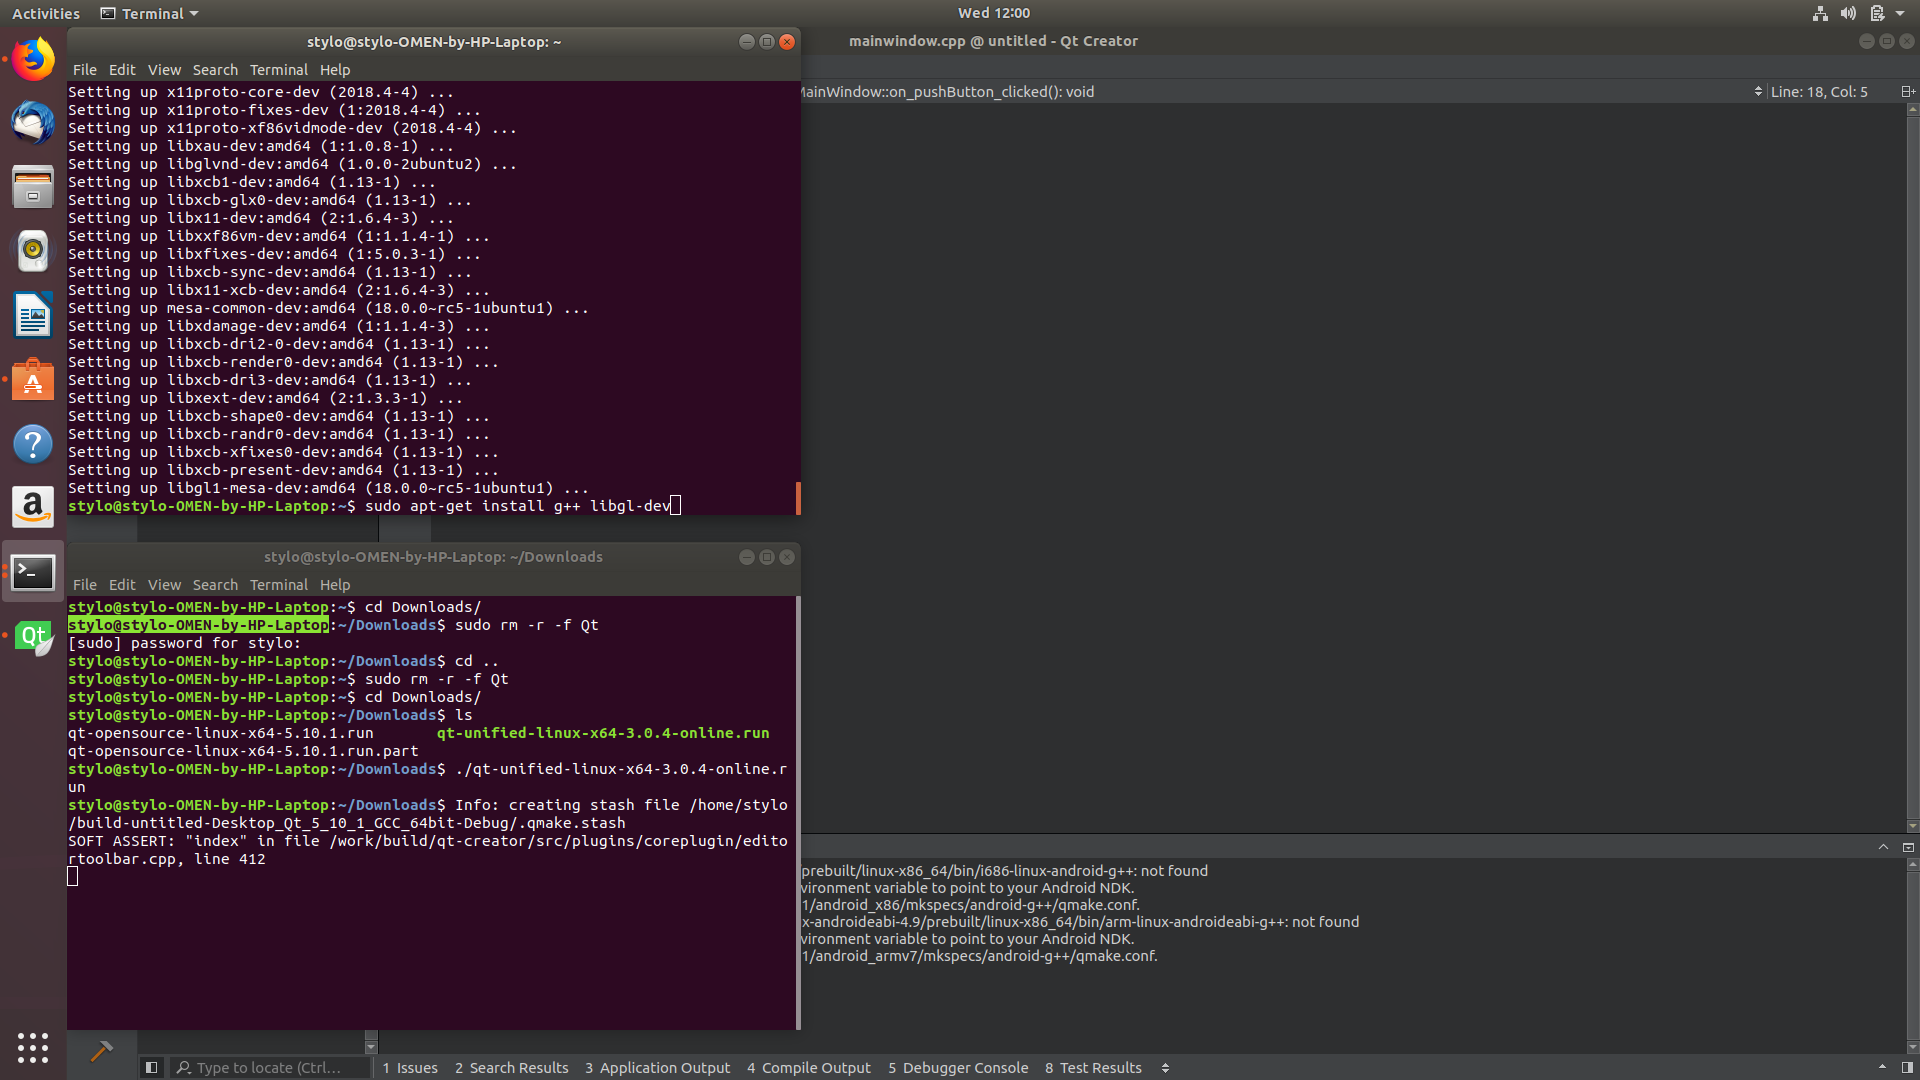 Activities
Terminal
Wed 12:00
stylo@stylo-OMEN-by-HP-Laptop: ~
File Edit View Search Terminal Help
Setting up x11proto-core-dev (2018.4-4) ...
Setting up x11proto-fixes-dev (1:2018.4-4) ...
Setting up x11proto-xf86vidmode-dev (2018.4-4) ...
Setting up libxau-dev:amd64 (1:1.0.8-1) ...
Setting up libglvnd-dev:amd64 (1.0.0-2ubuntu2) ...
Setting up libxcb1-dev:amd64 (1.13-1) ...
Setting up libxcb-glx0-dev:amd64 (1.13-1) ...
Setting up libx11-dev:amd64 (2:1.6.4-3) ...
Setting up libxxf86vm-dev:amd64 (1:1.1.4-1) ...
Setting up libxfixes-dev:amd64 (1:5.0.3-1) ...
Setting up libxcb-sync-dev:amd64 (1.13-1) ...
Setting up libx11-xcb-dev:amd64 (2:1.6.4-3) ...
Setting up mesa-common-dev:amd64 (18.0.0~rc5-1ubuntu1) ...
Setting up libxdamage-dev:amd64 (1:1.1.4-3) ...
Setting up libxcb-dri2-0-dev:amd64 (1.13-1) ...
Setting up libxcb-render0-dev:amd64 (1.13-1) ...
Setting up libxcb-dri3-dev:amd64 (1.13-1) ...
Setting up libxext-dev:amd64 (2:1.3.3-1) ...
Setting up libxcb-shape0-dev:amd64 (1.13-1) ...
Setting up libxcb-randr0-dev:amd64 (1.13-1) ...
Setting up libxcb-xfixes0-dev:amd64 (1.13-1) ...
Setting up libxcb-present-dev:amd64 (1.13-1) ...
Setting up libgl1-mesa-dev:amd64 (18.0.0~rc5-1ubuntu1) ...
stylo@stylo-OMEN-by-HP-Laptop:~$ sudo apt-get install g++ libgl-dev
stylo@stylo-OMEN-by-HP-Laptop: ~/Downloads
File Edit View Search Terminal Help
stylo@stylo-OMEN-by-HP-Laptop:~$ cd Downloads/
stylo@stylo-OMEN-by-HP-Laptop:~/Downloads$ sudo rm -r -f Qt
[sudo] password for stylo:
stylo@stylo-OMEN-by-HP-Laptop:~/Downloads$ cd ..
stylo@stylo-OMEN-by-HP-Laptop:~$ sudo rm -r -f Qt
stylo@stylo-OMEN-by-HP-Laptop:~$ cd Downloads/
stylo@stylo-OMEN-by-HP-Laptop:~/Downloads$ ls
qt-opensource-linux-x64-5.10.1.run qt-unified-linux-x64-3.0.4-online.run
qt-opensource-linux-x64-5.10.1.run.part
stylo@stylo-OMEN-by-HP-Laptop:~/Downloads$ ./qt-unified-linux-x64-3.0.4-online.r
un
stylo@stylo-OMEN-by-HP-Laptop:~/Downloads$ Info: creating stash file /home/stylo
/build-untitled-Desktop_Qt_5_10_1_GCC_64bit-Debug/.qmake.stash
SOFT ASSERT: "index" in file /work/build/qt-creator/src/plugins/coreplugin/edito
rtoolbar.cpp, line 412
mainwindow.cpp @ untitled - Qt Creator
MainWindow::on_pushButton_clicked(): void
Line: 18, Col: 5
/prebuilt/linux-x86_64/bin/i686-linux-android-g++: not found
vironment variable to point to your Android NDK.
1/android_x86/mkspecs/android-g++/qmake.conf.
x-androideabi-4.9/prebuilt/linux-x86_64/bin/arm-linux-androideabi-g++: not found
vironment variable to point to your Android NDK.
1/android_armv7/mkspecs/android-g++/qmake.conf.
Qt
Type to locate (Ctrl...
1 Issues 2 Search Results 3 Application Output 4 Compile Output 5 Debugger Console 8 Test Results